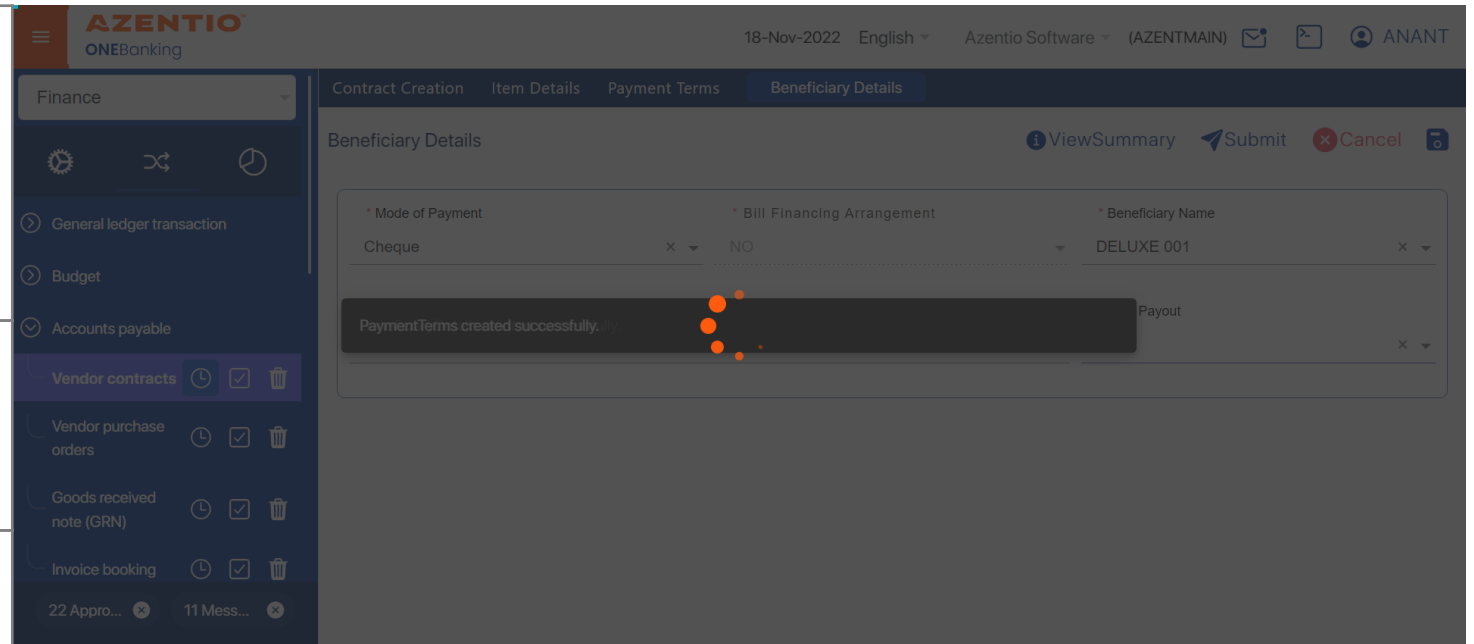 AZENTIO
ONEBanking
18-Nov-2022 English Azentio Software (AZENTMAIN) ANANT
Finance
Contract Creation Item Details Payment Terms Beneficiary Details
Beneficiary Details
ViewSummary Submit Cancel
General ledger transaction
Budget
Accounts payable
Vendor contracts
Vendor purchase
orders
Goods received
note (GRN)
Invoice booking
22 Appro... 11 Mess...
* Mode of Payment * Bill Financing Arrangement * Beneficiary Name
Cheque NO DELUXE 001
Payout
PaymentTerms created successfully.